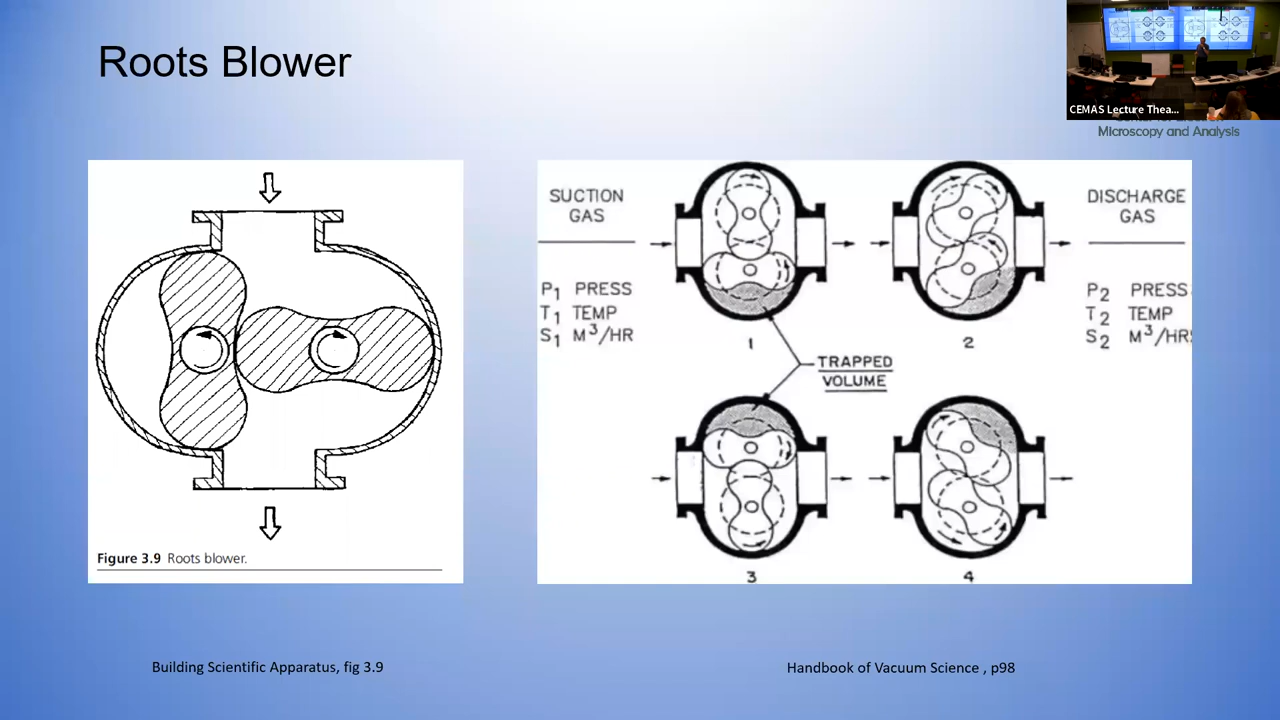 Roots Blower
CEMAS Lecture Thea...
Microscopy and Analysis
Figure 3.9 Roots blower.
SUCTION
GAS
P1 PRESS
T1 TEMP
S1 M³/HR
DISCHARGE
GAS
P2 PRESS
T2 TEMP
S2 M³/HR
1
2
TRAPPED
VOLUME
3
4
Building Scientific Apparatus, fig 3.9
Handbook of Vacuum Science , p98